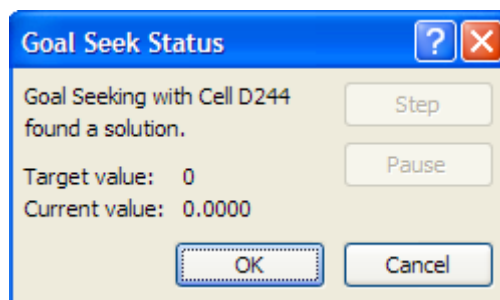 Goal Seek Status
?
Goal Seeking with Cell D244
found a solution.
Step
Pause
Target value: 0
Current value: 0.0000
OK
Cancel